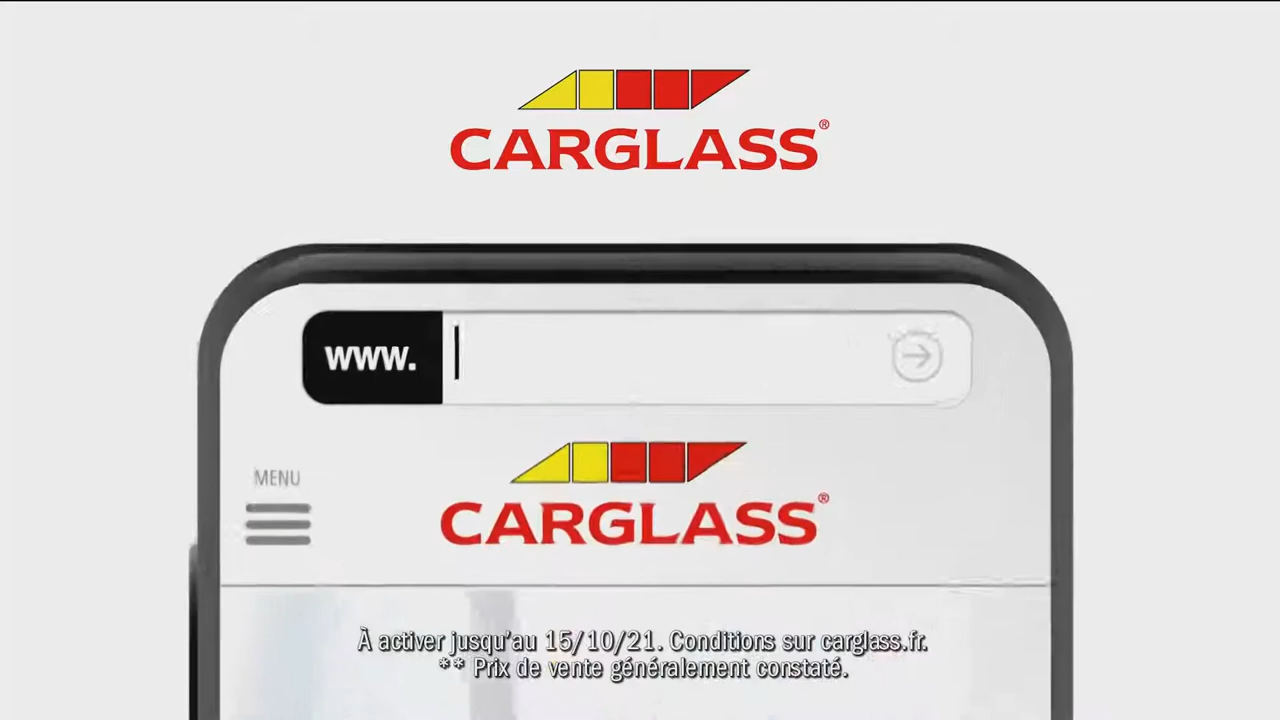 CARGLASS®
www.
MENU
CARGLASS®
À activer jusqu'au 15/10/21. Conditions sur carglass.fr.
** Prix de vente généralement constaté.